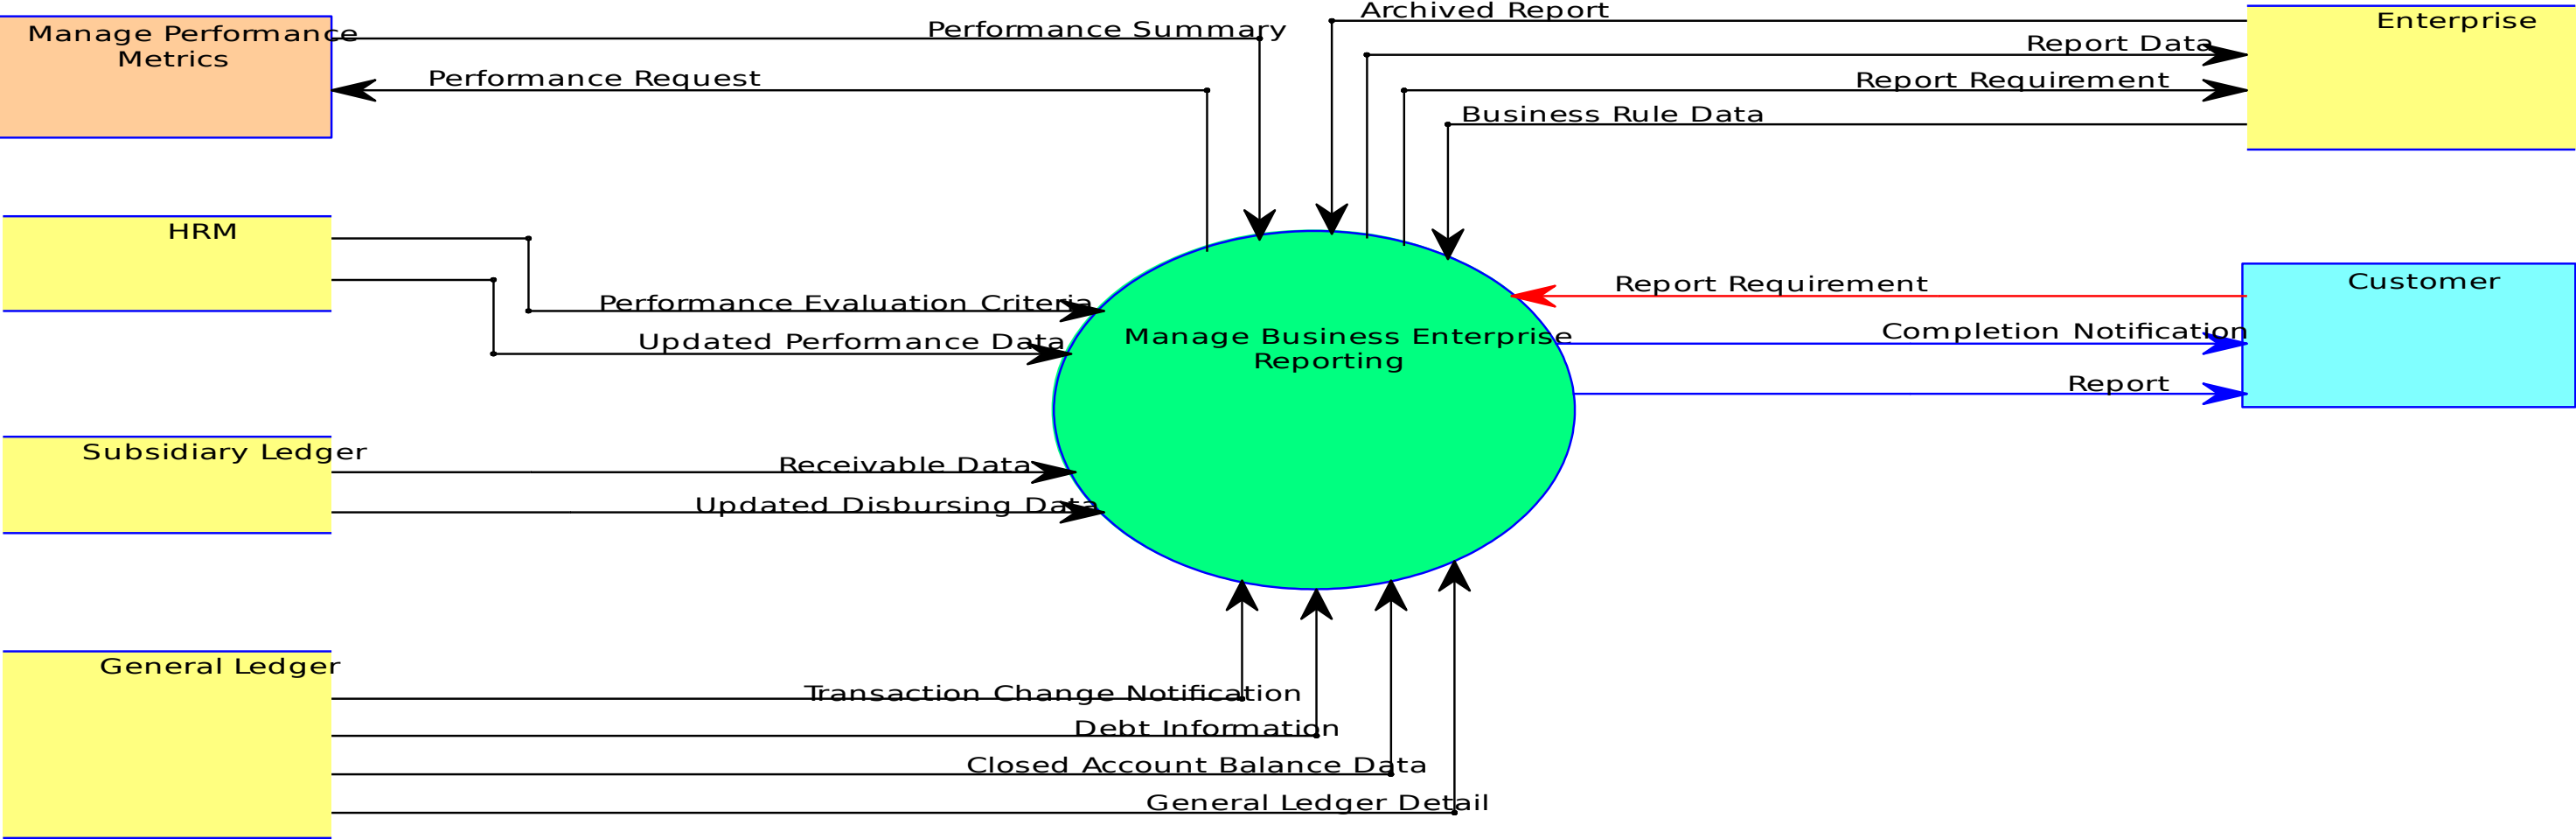 Manage Performance
Metrics
Performance Summary
Performance Request
Archived Report
Report Data
Report Requirement
Business Rule Data
Enterprise
HRM
Performance Evaluation Criteria
Updated Performance Data
Manage Business Enterprise
Reporting
Report Requirement
Completion Notification
Report
Customer
Subsidiary Ledger
Receivable Data
Updated Disbursing Data
General Ledger
Transaction Change Notification
Debt Information
Closed Account Balance Data
General Ledger Detail